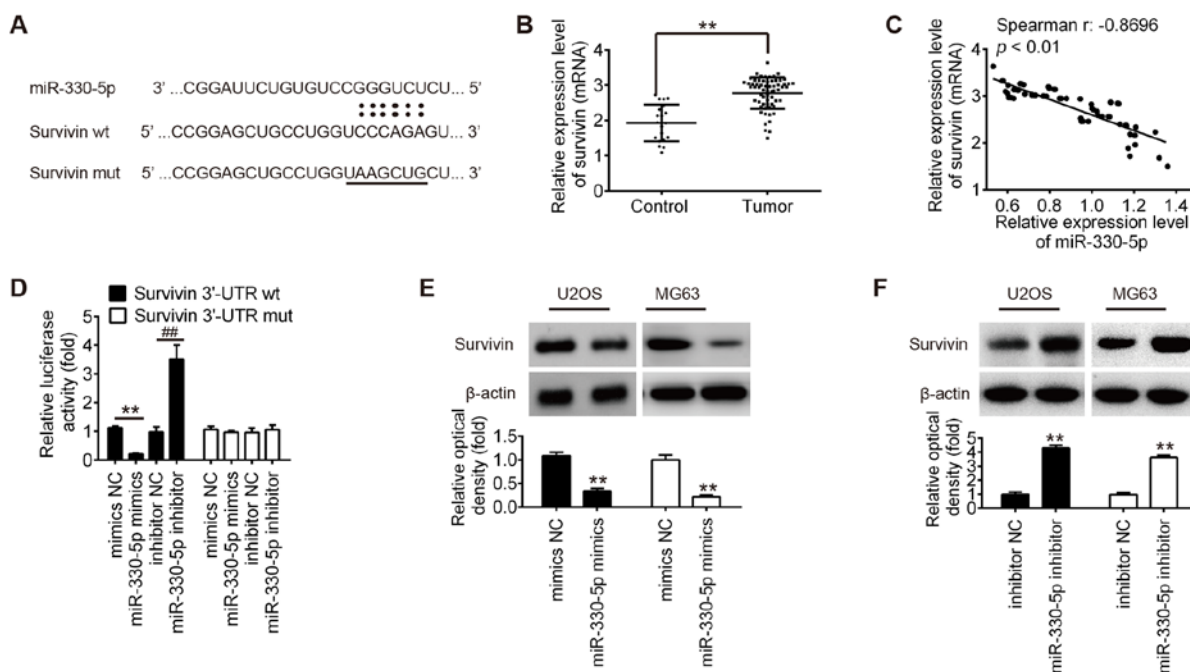 A
miR-330-5p 3' ...CGGAUUCUGUGUCCGGGUCUCU... 5'
Survivin wt 5' ...CCGGAGCUGCCUGGUCCCAGAGU... 3'
Survivin mut 5' ...CCGGAGCUGCCUGGUAAGCUGCU... 3'
B
**
Relative expression level
of survivin (mRNA)
4
3
2
1
0
Control Tumor
C
Spearman r: -0.8696
p < 0.01
Relative expression levle
of survivin (mRNA)
4
3
2
1
0.6 0.8 1.0 1.2 1.4
Relative expression level
of miR-330-5p
D
Survivin 3'-UTR wt
Survivin 3'-UTR mut
Relative luciferase
activity (fold)
5
4
3
2
1
0
**
##
mimics NC
miR-330-5p mimics
inhibitor NC
miR-330-5p inhibitor
mimics NC
miR-330-5p mimics
inhibitor NC
miR-330-5p inhibitor
E
U2OS MG63
Survivin
β-actin
Relative optical
density (fold)
1.5
1.0
0.5
0.0
**
**
mimics NC
miR-330-5p mimics
mimics NC
miR-330-5p mimics
F
U2OS MG63
Survivin
β-actin
Relative optical
density (fold)
5
4
3
2
1
0
**
**
inhibitor NC
miR-330-5p inhibitor
inhibitor NC
miR-330-5p inhibitor